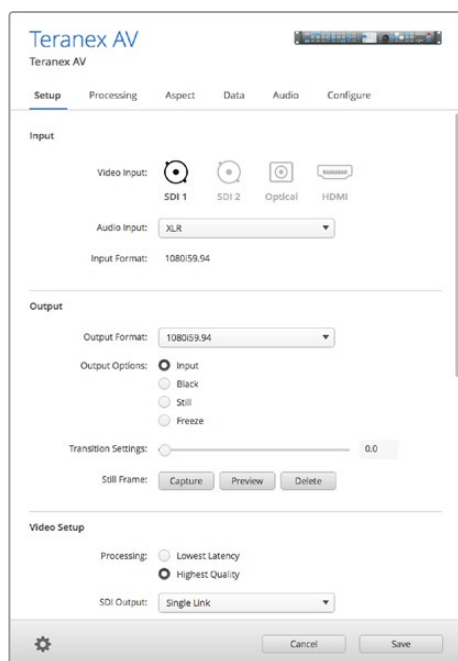 Teranex AV
Teranex AV
Setup Processing Aspect Data Audio Configure
Input
Video Input:
SDI 1 SDI 2 Optical HDMI
Audio Input: XLR
Input Format: 1080i59.94
Output
Output Format: 1080i59.94
Output Options: Input
Black
Still
Freeze
Transition Settings: 0.0
Still Frame: Capture Preview Delete
Video Setup
Processing: Lowest Latency
Highest Quality
SDI Output: Single Link
Cancel Save